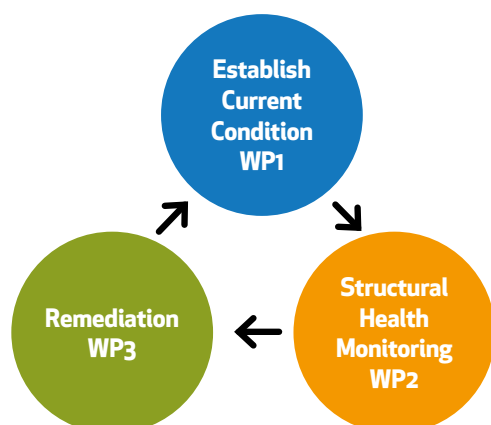 Establish
Current
Condition
WP1
Structural
Health
Monitoring
WP2
Remediation
WP3